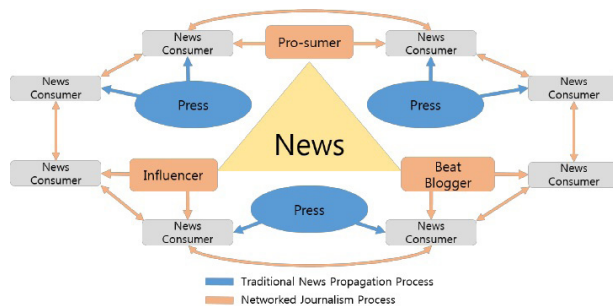 News
Consumer
Pro-sumer
News
Consumer
News
Consumer
Press
Press
News
Consumer
News
News
Consumer
Influencer
Beat
Blogger
News
Consumer
Press
News
Consumer
News
Consumer
Traditional News Propagation Process
Networked Journalism Process